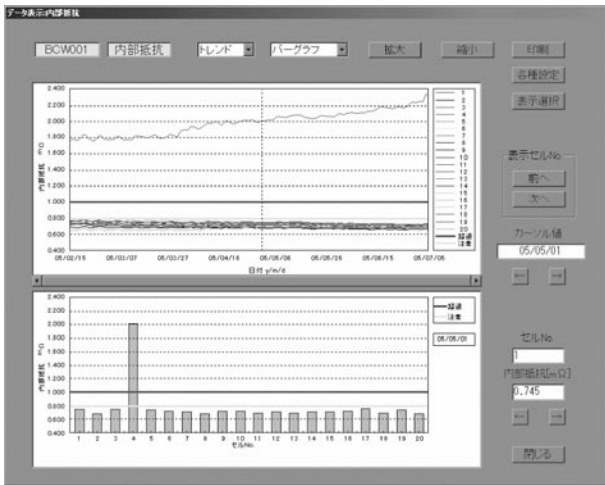 データ表示:内部抵抗
BCW001 内部抵抗 トレンド バーグラフ 拡大 縮小 印刷
各種設定
表示選択
2.400
2.200
2.000
1.800
1.600
1.400
1.200
1.000
0.800
0.600
0.400
内部抵抗 mΩ
05/02/15 05/03/07 05/03/27 05/04/16 05/05/06 05/05/26 05/06/15 05/07/05
日付 y/m/d
1
2
3
4
5
6
7
8
9
10
11
12
13
14
15
16
17
18
19
20
超過
注意
表示セルNo.
前へ
次へ
カーソル値
05/05/01
← →
2.400
2.200
2.000
1.800
1.600
1.400
1.200
1.000
0.800
0.600
0.400
内部抵抗 mΩ
1 2 3 4 5 6 7 8 9 10 11 12 13 14 15 16 17 18 19 20
セルNo.
超過
注意
05/05/01
セルNo.
1
内部抵抗[mΩ]
0.745
← →
閉じる